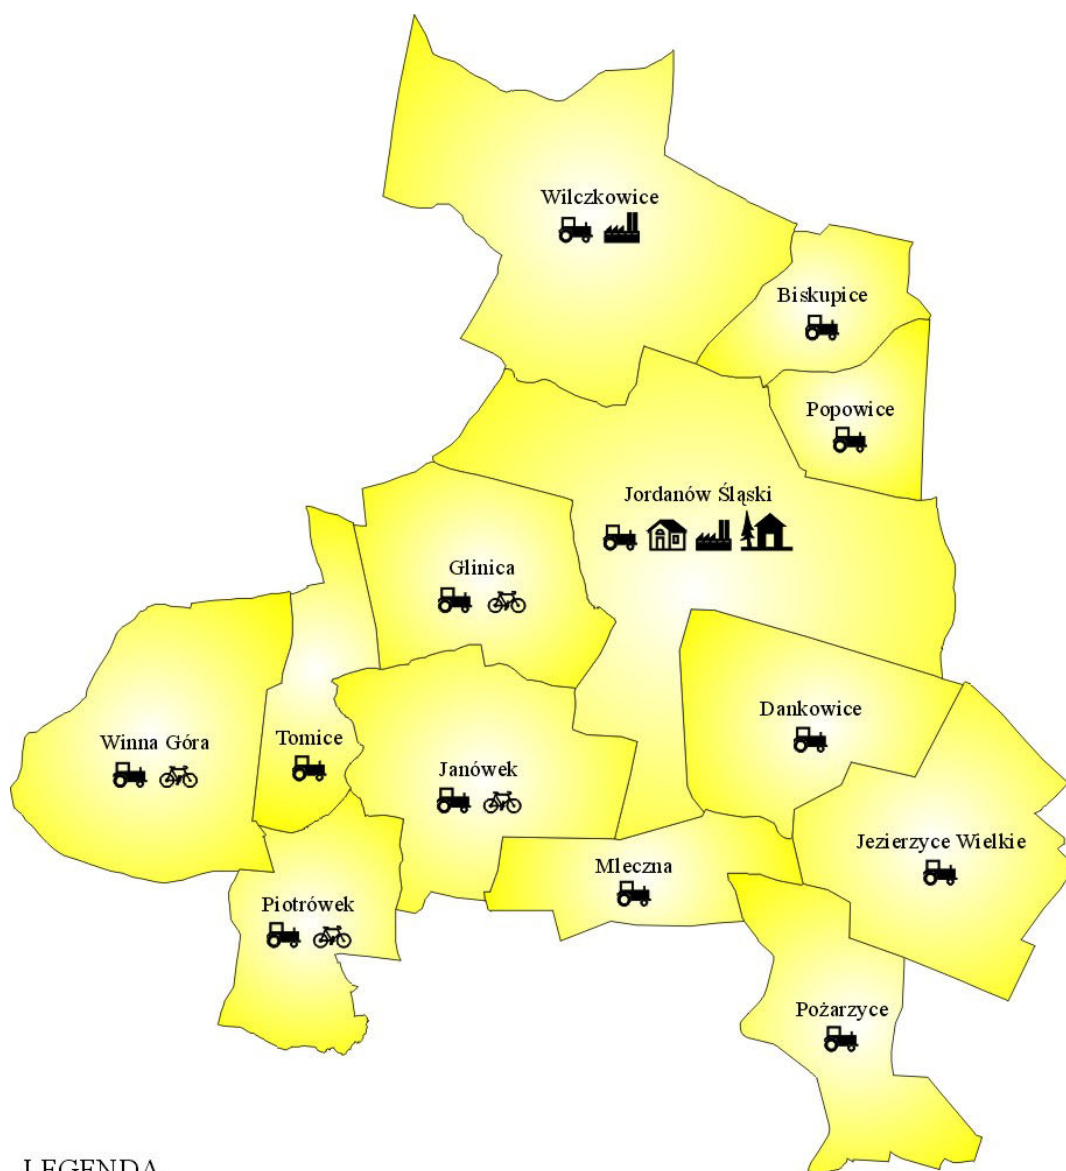 Wilczkowice
Biskupice
Popowice
Jordanów Śląski
Glinica
Dankowice
Winna Góra
Tomice
Janówek
Jezierzyce Wielkie
Mleczna
Piotrówek
Pożarzyce
LEGENDA